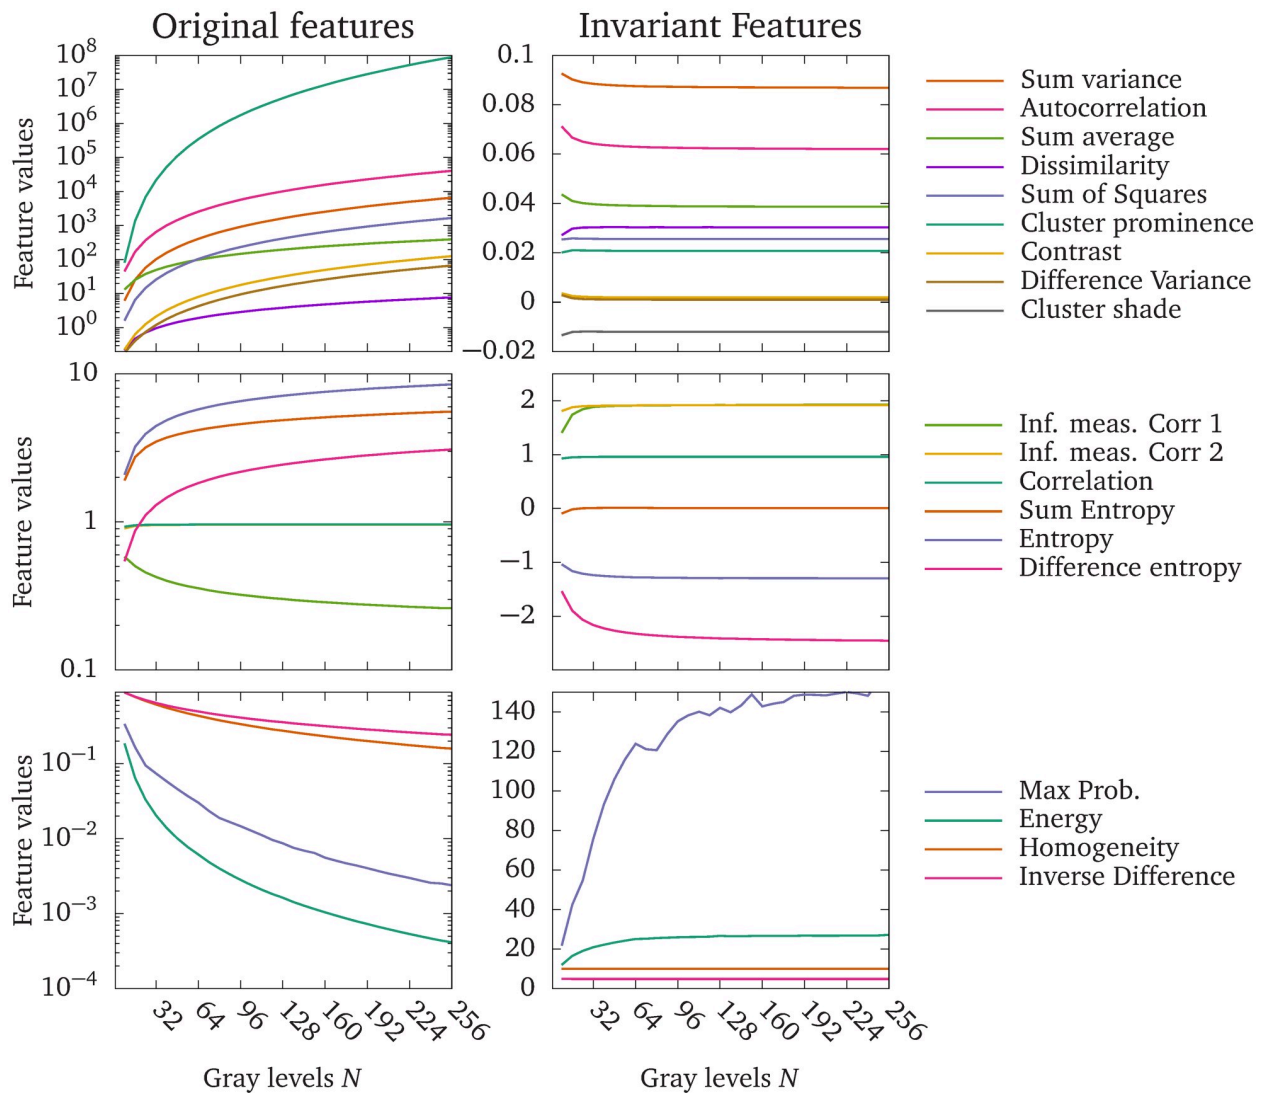 Original features
Invariant Features
Feature values
10^8
10^7
10^6
10^5
10^4
10^3
10^2
10^1
10^0
0.1
0.08
0.06
0.04
0.02
0
−0.02
Sum variance
Autocorrelation
Sum average
Dissimilarity
Sum of Squares
Cluster prominence
Contrast
Difference Variance
Cluster shade
Feature values
10
1
0.1
2
1
0
−1
−2
Inf. meas. Corr 1
Inf. meas. Corr 2
Correlation
Sum Entropy
Entropy
Difference entropy
Feature values
10^−1
10^−2
10^−3
10^−4
140
120
100
80
60
40
20
0
Max Prob.
Energy
Homogeneity
Inverse Difference
32 64 96 128 160 192 224 256
32 64 96 128 160 192 224 256
Gray levels N
Gray levels N